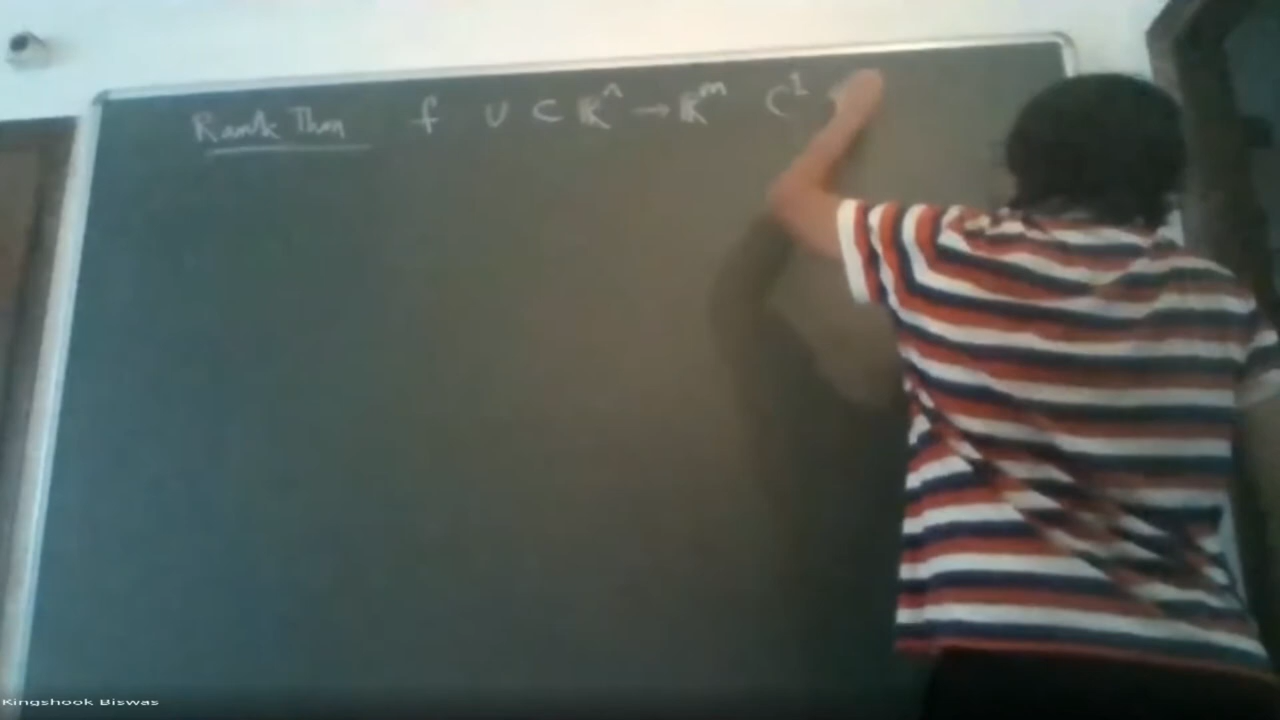 Rank Thm f U ⊂ ℝⁿ → ℝᵐ C¹
Kingshook Biswas